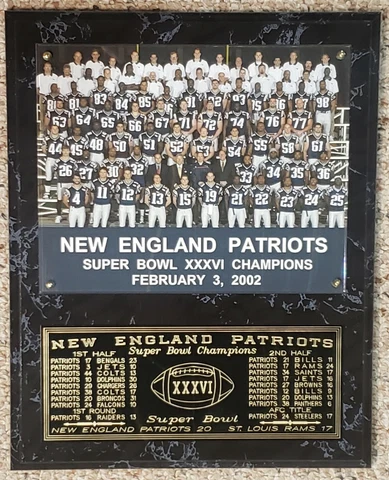 NEW ENGLAND PATRIOTS
SUPER BOWL XXXVI CHAMPIONS
FEBRUARY 3, 2002
NEW ENGLAND PATRIOTS
Super Bowl Champions
1ST HALF
PATRIOTS 17 BENGALS 23
PATRIOTS 3 JETS 10
PATRIOTS 44 COLTS 13
PATRIOTS 10 DOLPHINS 30
PATRIOTS 29 CHARGERS 26
PATRIOTS 38 COLTS 17
PATRIOTS 20 BRONCOS 31
PATRIOTS 24 FALCONS 10
1ST ROUND
PATRIOTS 16 RAIDERS 13
XXXVI
2ND HALF
PATRIOTS 21 BILLS 11
PATRIOTS 17 RAMS 24
PATRIOTS 34 SAINTS 17
PATRIOTS 17 JETS 16
PATRIOTS 27 BROWNS 16
PATRIOTS 12 BILLS 9
PATRIOTS 20 DOLPHINS 13
PATRIOTS 38 PANTHERS 6
AFC TITLE
PATRIOTS 24 STEELERS 17
Super Bowl
NEW ENGLAND PATRIOTS 20 ST. LOUIS RAMS 17